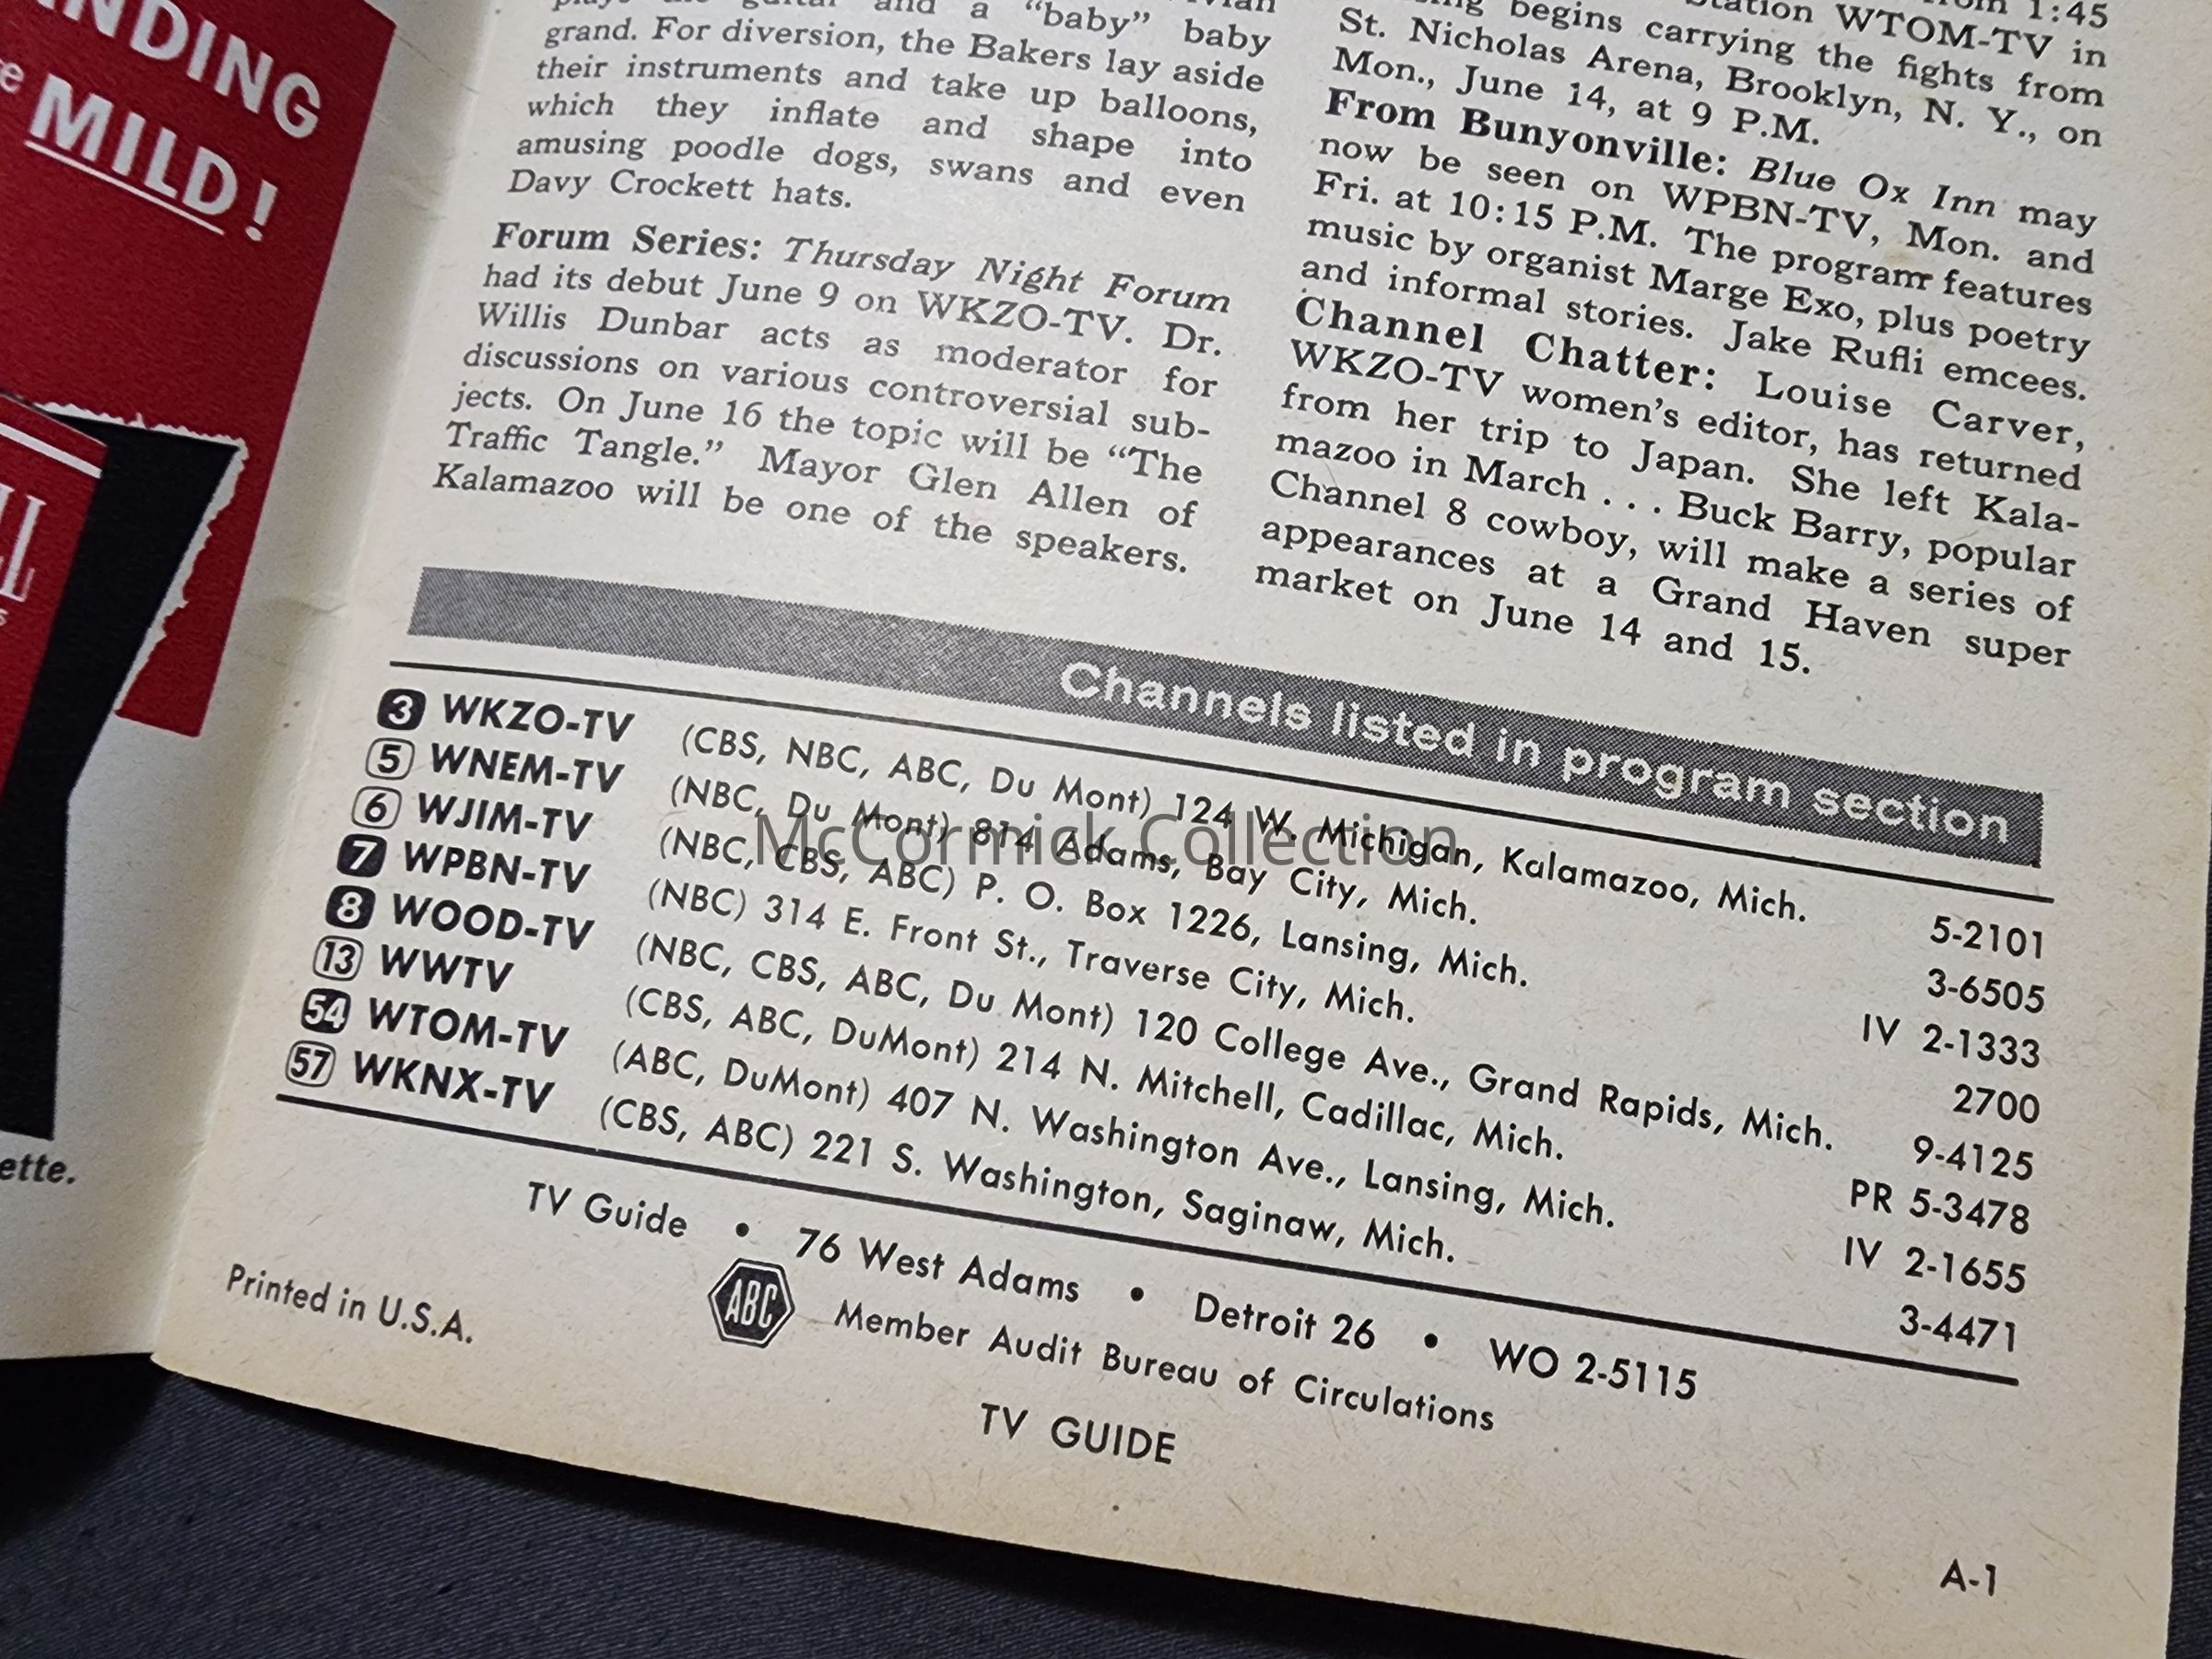 NDING
MILD!
ette.
plays the guitar and a “baby” baby
grand. For diversion, the Bakers lay aside
their instruments and take up balloons,
which they inflate and shape into
amusing poodle dogs, swans and even
Davy Crockett hats.
Forum Series: Thursday Night Forum
had its debut June 9 on WKZO-TV. Dr.
Willis Dunbar acts as moderator for
discussions on various controversial sub-
jects. On June 16 the topic will be “The
Traffic Tangle.” Mayor Glen Allen of
Kalamazoo will be one of the speakers.
from 1:45
Station WTOM-TV in
begins carrying the fights from
St. Nicholas Arena, Brooklyn, N. Y., on
Mon., June 14, at 9 P.M.
From Bunyonville: Blue Ox Inn may
now be seen on WPBN-TV, Mon. and
Fri. at 10:15 P.M. The program features
music by organist Marge Exo, plus poetry
and informal stories. Jake Rufli emcees.
Channel Chatter: Louise Carver,
WKZO-TV women’s editor, has returned
from her trip to Japan. She left Kala-
mazoo in March . . . Buck Barry, popular
Channel 8 cowboy, will make a series of
appearances at a Grand Haven super
market on June 14 and 15.
Channels listed in program section
3 WKZO-TV (CBS, NBC, ABC, Du Mont) 124 W. Michigan, Kalamazoo, Mich. 5-2101
5 WNEM-TV (NBC, Du Mont) 814 Adams, Bay City, Mich. 3-6505
6 WJIM-TV (NBC, CBS, ABC) P. O. Box 1226, Lansing, Mich. IV 2-1333
7 WPBN-TV (NBC) 314 E. Front St., Traverse City, Mich. 2700
8 WOOD-TV (NBC, CBS, ABC, Du Mont) 120 College Ave., Grand Rapids, Mich. 9-4125
13 WWTV (CBS, ABC, DuMont) 214 N. Mitchell, Cadillac, Mich. PR 5-3478
54 WTOM-TV (ABC, DuMont) 407 N. Washington Ave., Lansing, Mich. IV 2-1655
57 WKNX-TV (CBS, ABC) 221 S. Washington, Saginaw, Mich. 3-4471
McCormick Collection
TV Guide • 76 West Adams • Detroit 26 • WO 2-5115
Printed in U.S.A.
ABC Member Audit Bureau of Circulations
TV GUIDE
A-1